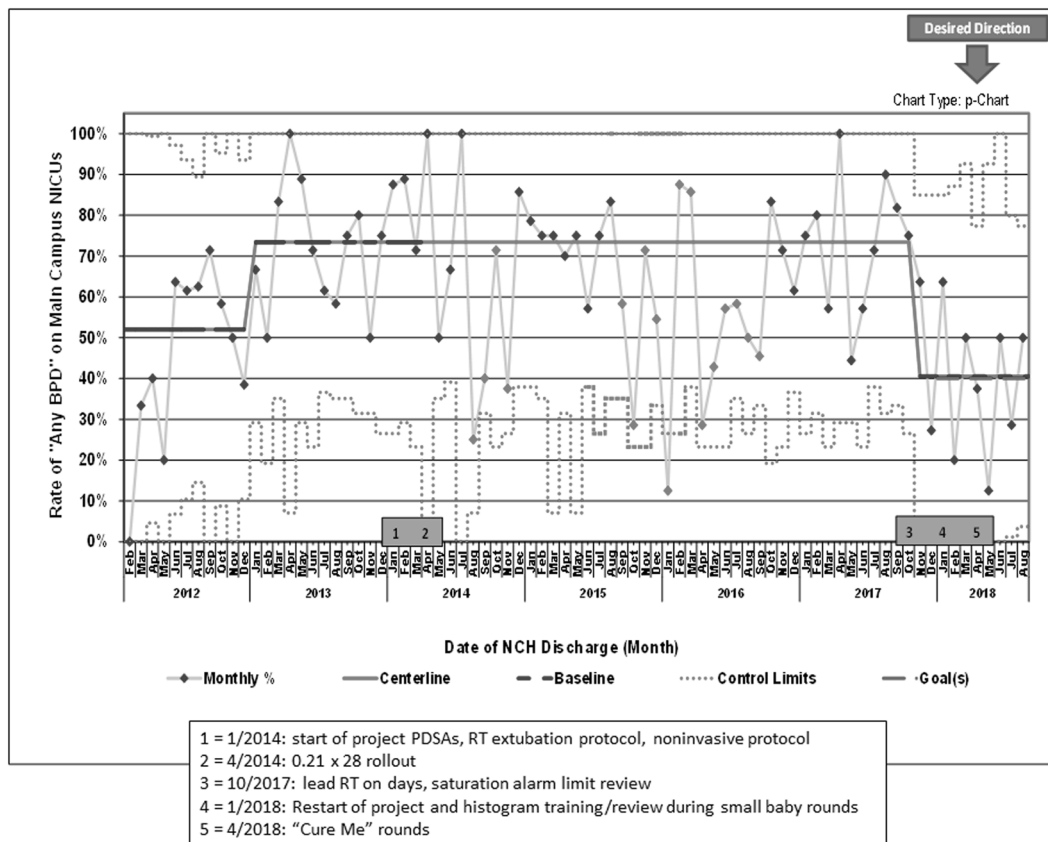 Desired Direction
Chart Type: p-Chart
Rate of "Any BPD" on Main Campus NICUs
100%
90%
80%
70%
60%
50%
40%
30%
20%
10%
0%
1 2 3 4 5
Feb Mar Apr May Jun Jul Aug Sep Oct Nov Dec Jan Feb Mar Apr May Jun Jul Aug Sep Oct Nov Dec Jan Feb Mar Apr May Jun Jul Aug Sep Oct Nov Dec Jan Feb Mar Apr May Jun Jul Aug Sep Oct Nov Dec Jan Feb Mar Apr May Jun Jul Aug Sep Oct Nov Dec Jan Feb Mar Apr May Jun Jul Aug Sep Oct Nov Dec Jan Feb Mar Apr May Jun Jul Aug
2012 2013 2014 2015 2016 2017 2018
Date of NCH Discharge (Month)
Monthly % Centerline Baseline Control Limits Goal(s)
1 = 1/2014: start of project PDSAs, RT extubation protocol, noninvasive protocol
2 = 4/2014: 0.21 x 28 rollout
3 = 10/2017: lead RT on days, saturation alarm limit review
4 = 1/2018: Restart of project and histogram training/review during small baby rounds
5 = 4/2018: “Cure Me” rounds